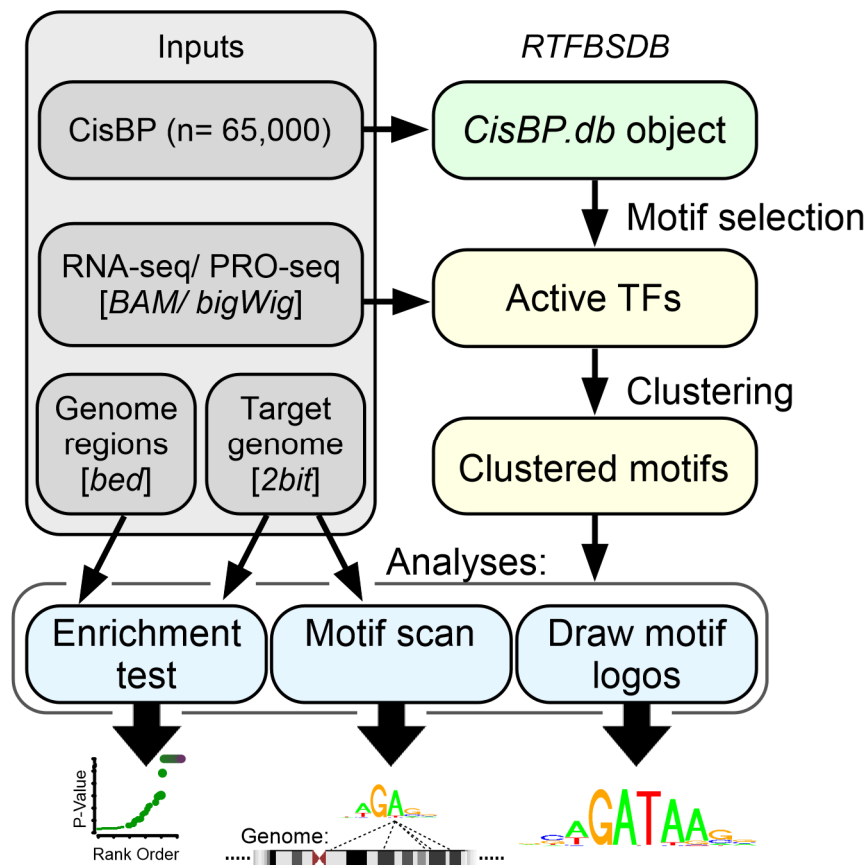 Inputs
RTFBSDB
CisBP (n= 65,000)
CisBP.db object
Motif selection
RNA-seq/ PRO-seq
[BAM/ bigWig]
Active TFs
Clustering
Genome
regions
[bed]
Target
genome
[2bit]
Clustered motifs
Analyses:
Enrichment
test
Motif scan
Draw motif
logos
P-Value
Rank Order
AGA
Genome:
GATAA